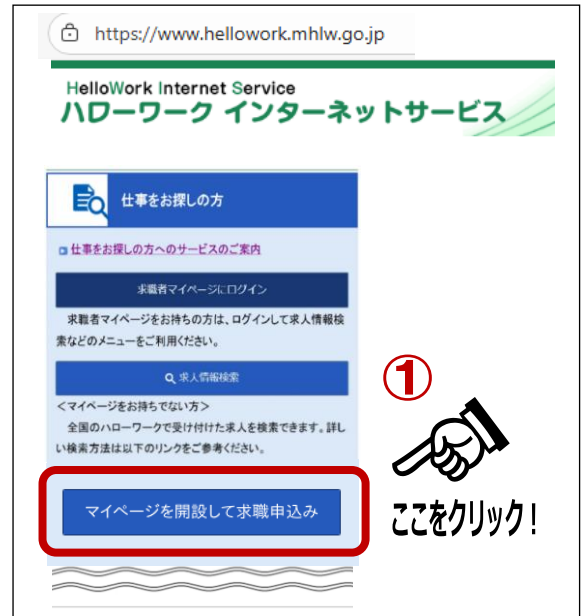 https://www.hellowork.mhlw.go.jp
HelloWork Internet Service
ハローワーク インターネットサービス
仕事をお探しの方
仕事をお探しの方へのサービスのご案内
求職者マイページにログイン
求職者マイページをお持ちの方は、ログインして求人情報検
索などのメニューをご利用ください。
求人情報検索
＜マイページをお持ちでない方＞
全国のハローワークで受け付けた求人を検索できます。詳し
い検索方法は以下のリンクをご参考ください。
①
マイページを開設して求職申込み
ここをクリック！